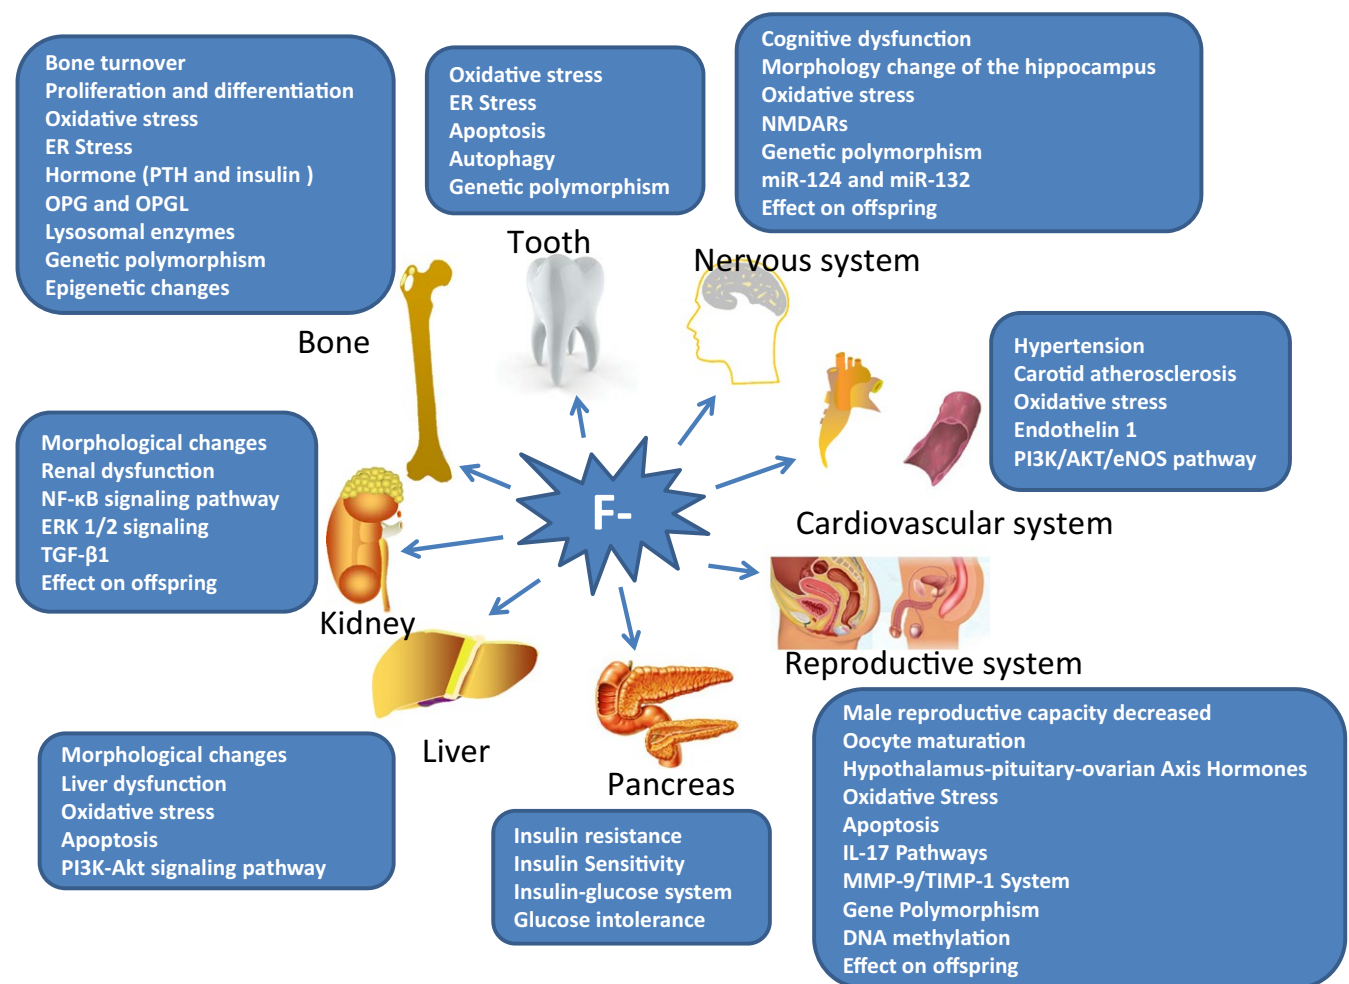 Bone turnover
Proliferation and differentiation
Oxidative stress
ER Stress
Hormone (PTH and insulin )
OPG and OPGL
Lysosomal enzymes
Genetic polymorphism
Epigenetic changes
Bone
Oxidative stress
ER Stress
Apoptosis
Autophagy
Genetic polymorphism
Tooth
Cognitive dysfunction
Morphology change of the hippocampus
Oxidative stress
NMDARs
Genetic polymorphism
miR-124 and miR-132
Effect on offspring
Nervous system
Hypertension
Carotid atherosclerosis
Oxidative stress
Endothelin 1
PI3K/AKT/eNOS pathway
Cardiovascular system
F-
Morphological changes
Renal dysfunction
NF-κB signaling pathway
ERK 1/2 signaling
TGF-β1
Effect on offspring
Kidney
Liver
Morphological changes
Liver dysfunction
Oxidative stress
Apoptosis
PI3K-Akt signaling pathway
Pancreas
Insulin resistance
Insulin Sensitivity
Insulin-glucose system
Glucose intolerance
Reproductive system
Male reproductive capacity decreased
Oocyte maturation
Hypothalamus-pituitary-ovarian Axis Hormones
Oxidative Stress
Apoptosis
IL-17 Pathways
MMP-9/TIMP-1 System
Gene Polymorphism
DNA methylation
Effect on offspring